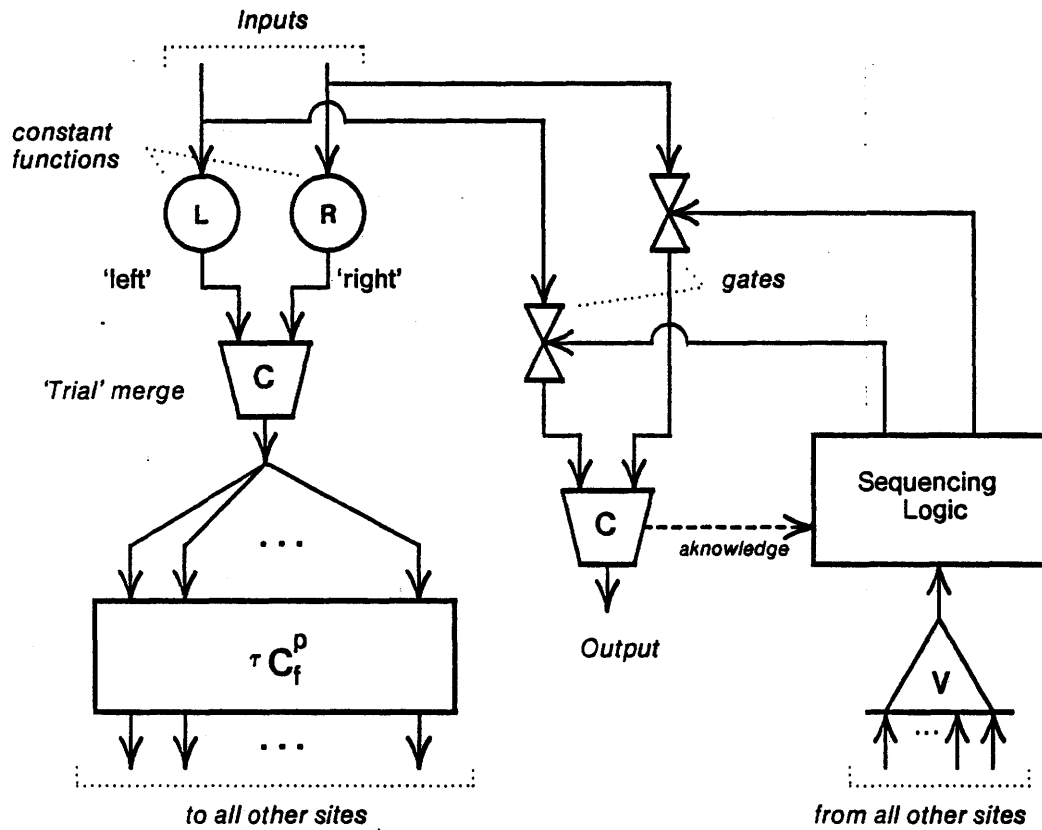 Inputs
constant
functions
L
R
'left'
'right'
gates
C
'Trial' merge
Sequencing
Logic
C
aknowledge
...
τ C_f^p
Output
V
...
...
to all other sites
from all other sites